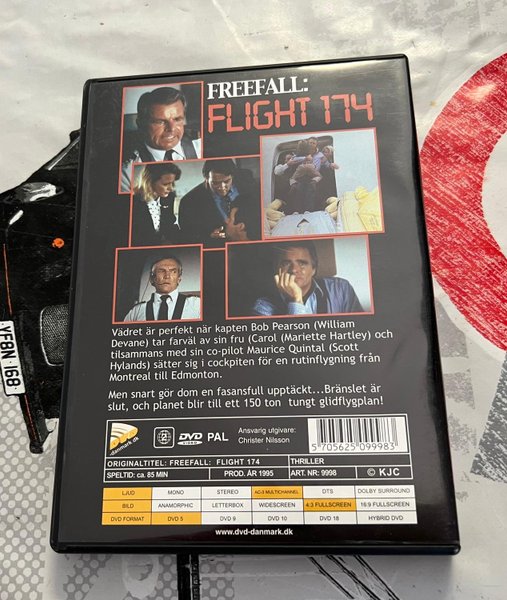 FREEFALL:
FLIGHT 174
Vädret är perfekt när kapten Bob Pearson (William
Devane) tar farväl av sin fru (Carol (Mariette Hartley) och
tillsammans med sin co-pilot Maurice Quintal (Scott
Hylands) sätter sig i cockpiten för en rutinflygning från
Montreal till Edmonton.
Men snart gör dom en fasansfull upptäckt...Bränslet är
slut, och planet blir till ett 150 ton tungt glidflygplan!
danmark.dk
2
DVD VIDEO PAL
Ansvarig utgivare:
Christer Nilsson
5 705625 099983
ORIGINALTITEL: FREEFALL: FLIGHT 174 THRILLER
SPELTID: ca. 85 MIN PROD. ÅR 1995 ART. NR: 9998 © KJC
LJUD MONO STEREO AC-3 MULTICHANNEL DTS DOLBY SURROUND
BILD ANAMORPHIC LETTERBOX WIDESCREEN 4:3 FULLSCREEN 16:9 FULLSCREEN
DVD FORMAT DVD 5 DVD 9 DVD 10 DVD 18 HYBRID DVD
www.dvd-danmark.dk
YFBN 168